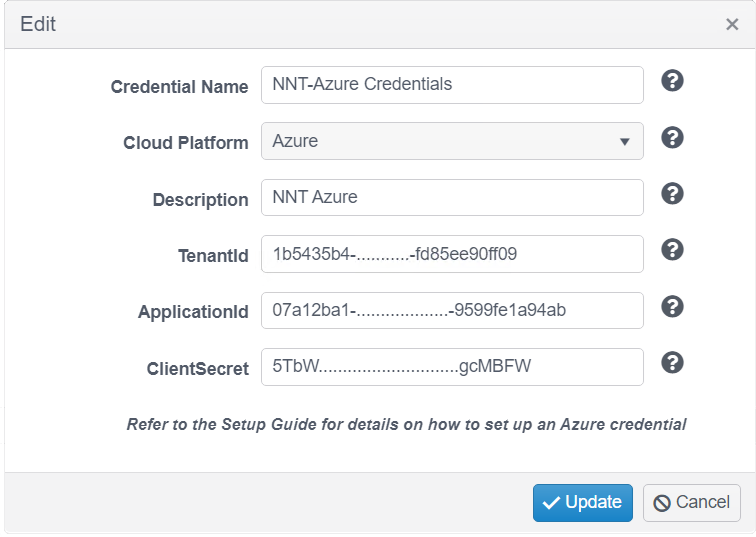 Edit
Credential Name NNT-Azure Credentials
Cloud Platform Azure
Description NNT Azure
TenantId 1b5435b4-...........-fd85ee90ff09
ApplicationId 07a12ba1-...................-9599fe1a94ab
ClientSecret 5TbW.............................gcMBFW
Refer to the Setup Guide for details on how to set up an Azure credential
Update Cancel